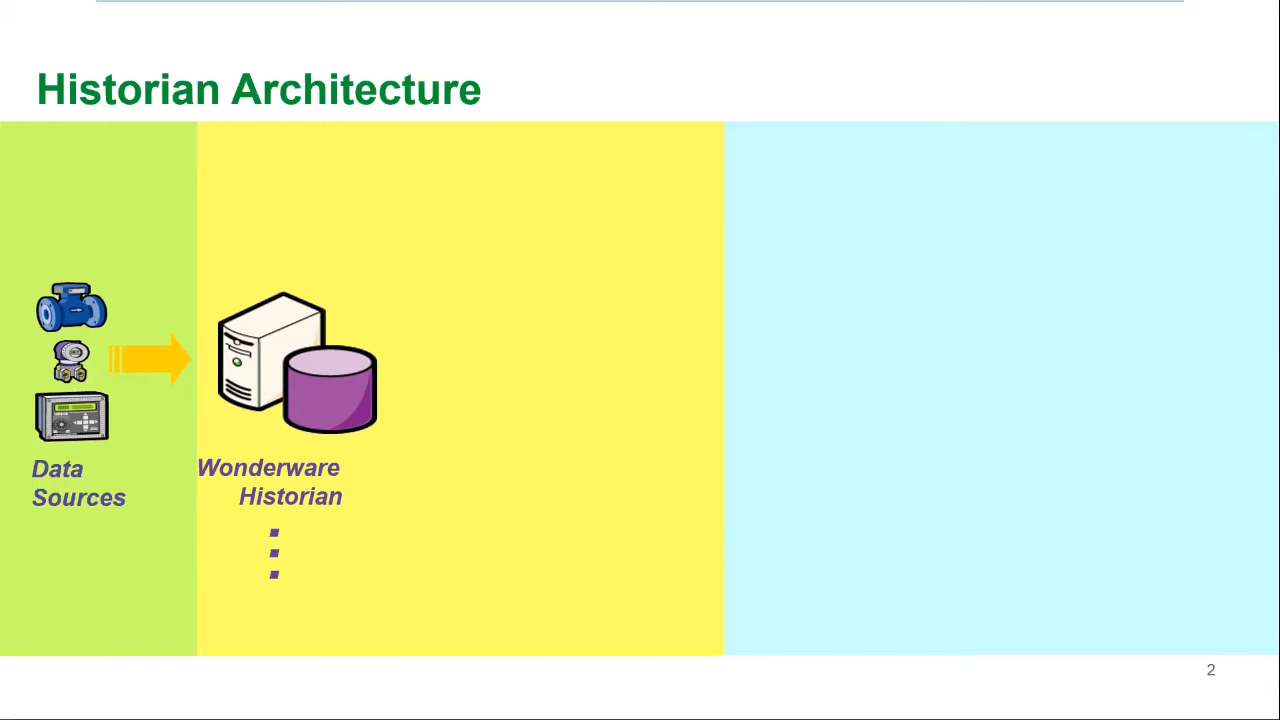 Historian Architecture
Data
Sources
Wonderware
Historian
2